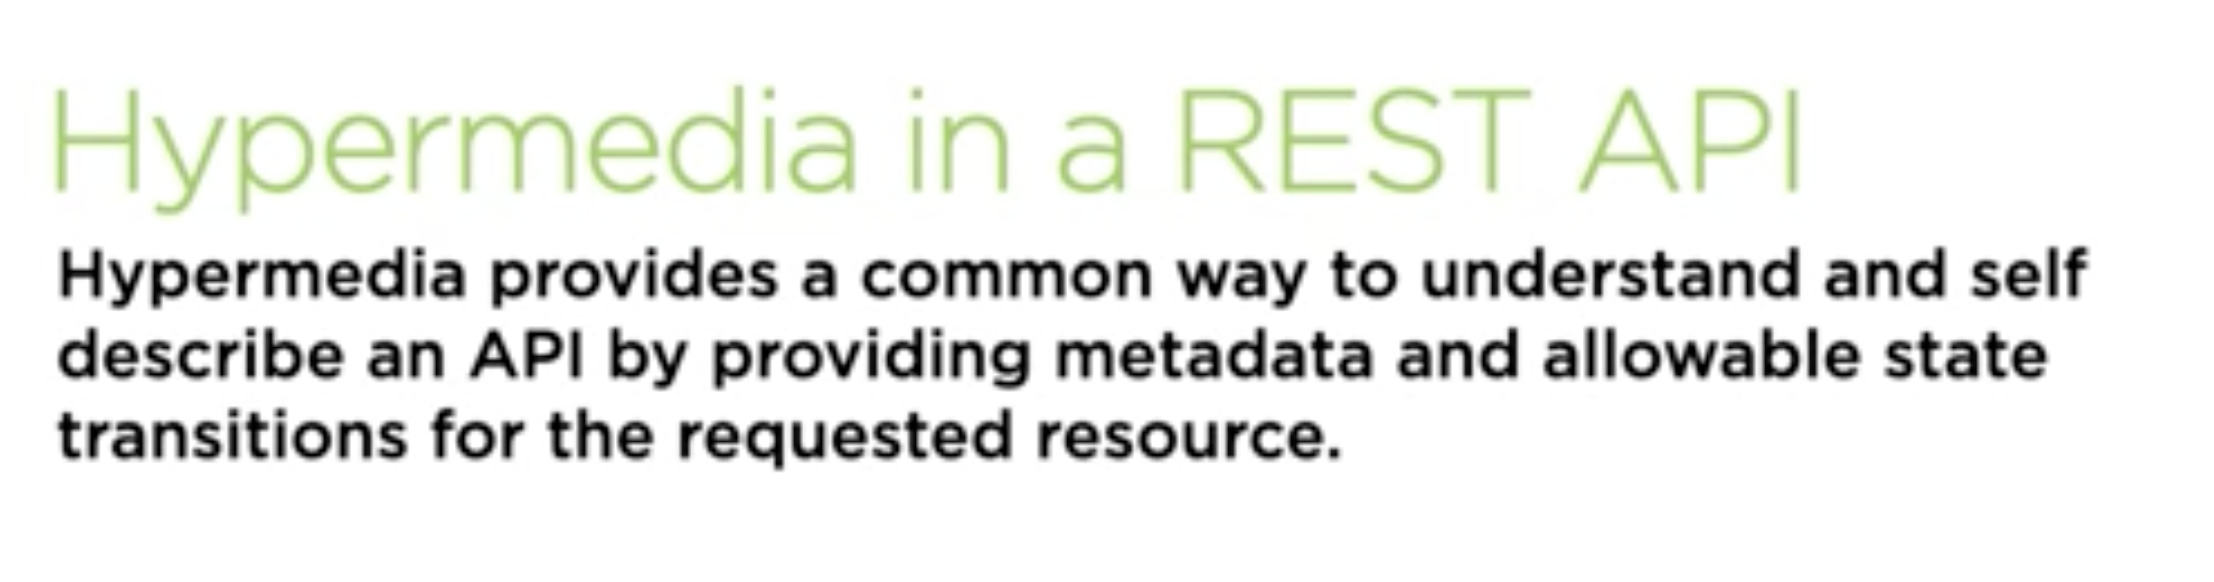 Hypermedia in a REST API
Hypermedia provides a common way to understand and self
describe an API by providing metadata and allowable state
transitions for the requested resource.